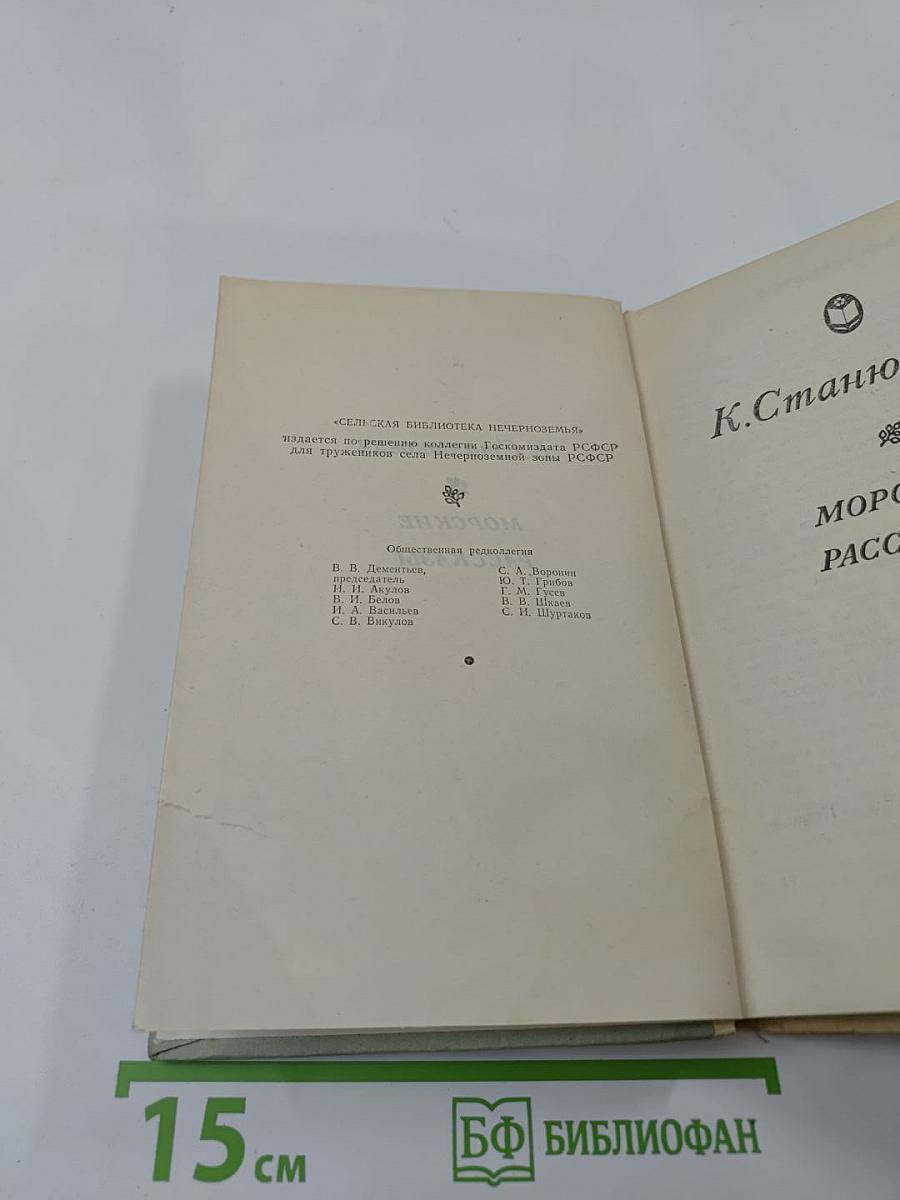 «СЕЛЬСКАЯ БИБЛИОТЕКА НЕЧЕРНОЗЕМЬЯ»
издается по решению коллегии Госкомиздата РСФСР
для тружеников села Нечерноземной зоны РСФСР
Общественная редколлегия
В. В. Дементьев,
председатель
И. И. Акулов
В. И. Белов
И. А. Васильев
С. В. Викулов
С. А. Воронин
Ю. Т. Грибов
Г. М. Гусев
В. В. Шкаев
С. И. Шуртаков
К. Станю
МОРС
РАСС
15 см
БФ БИБЛИОФАН